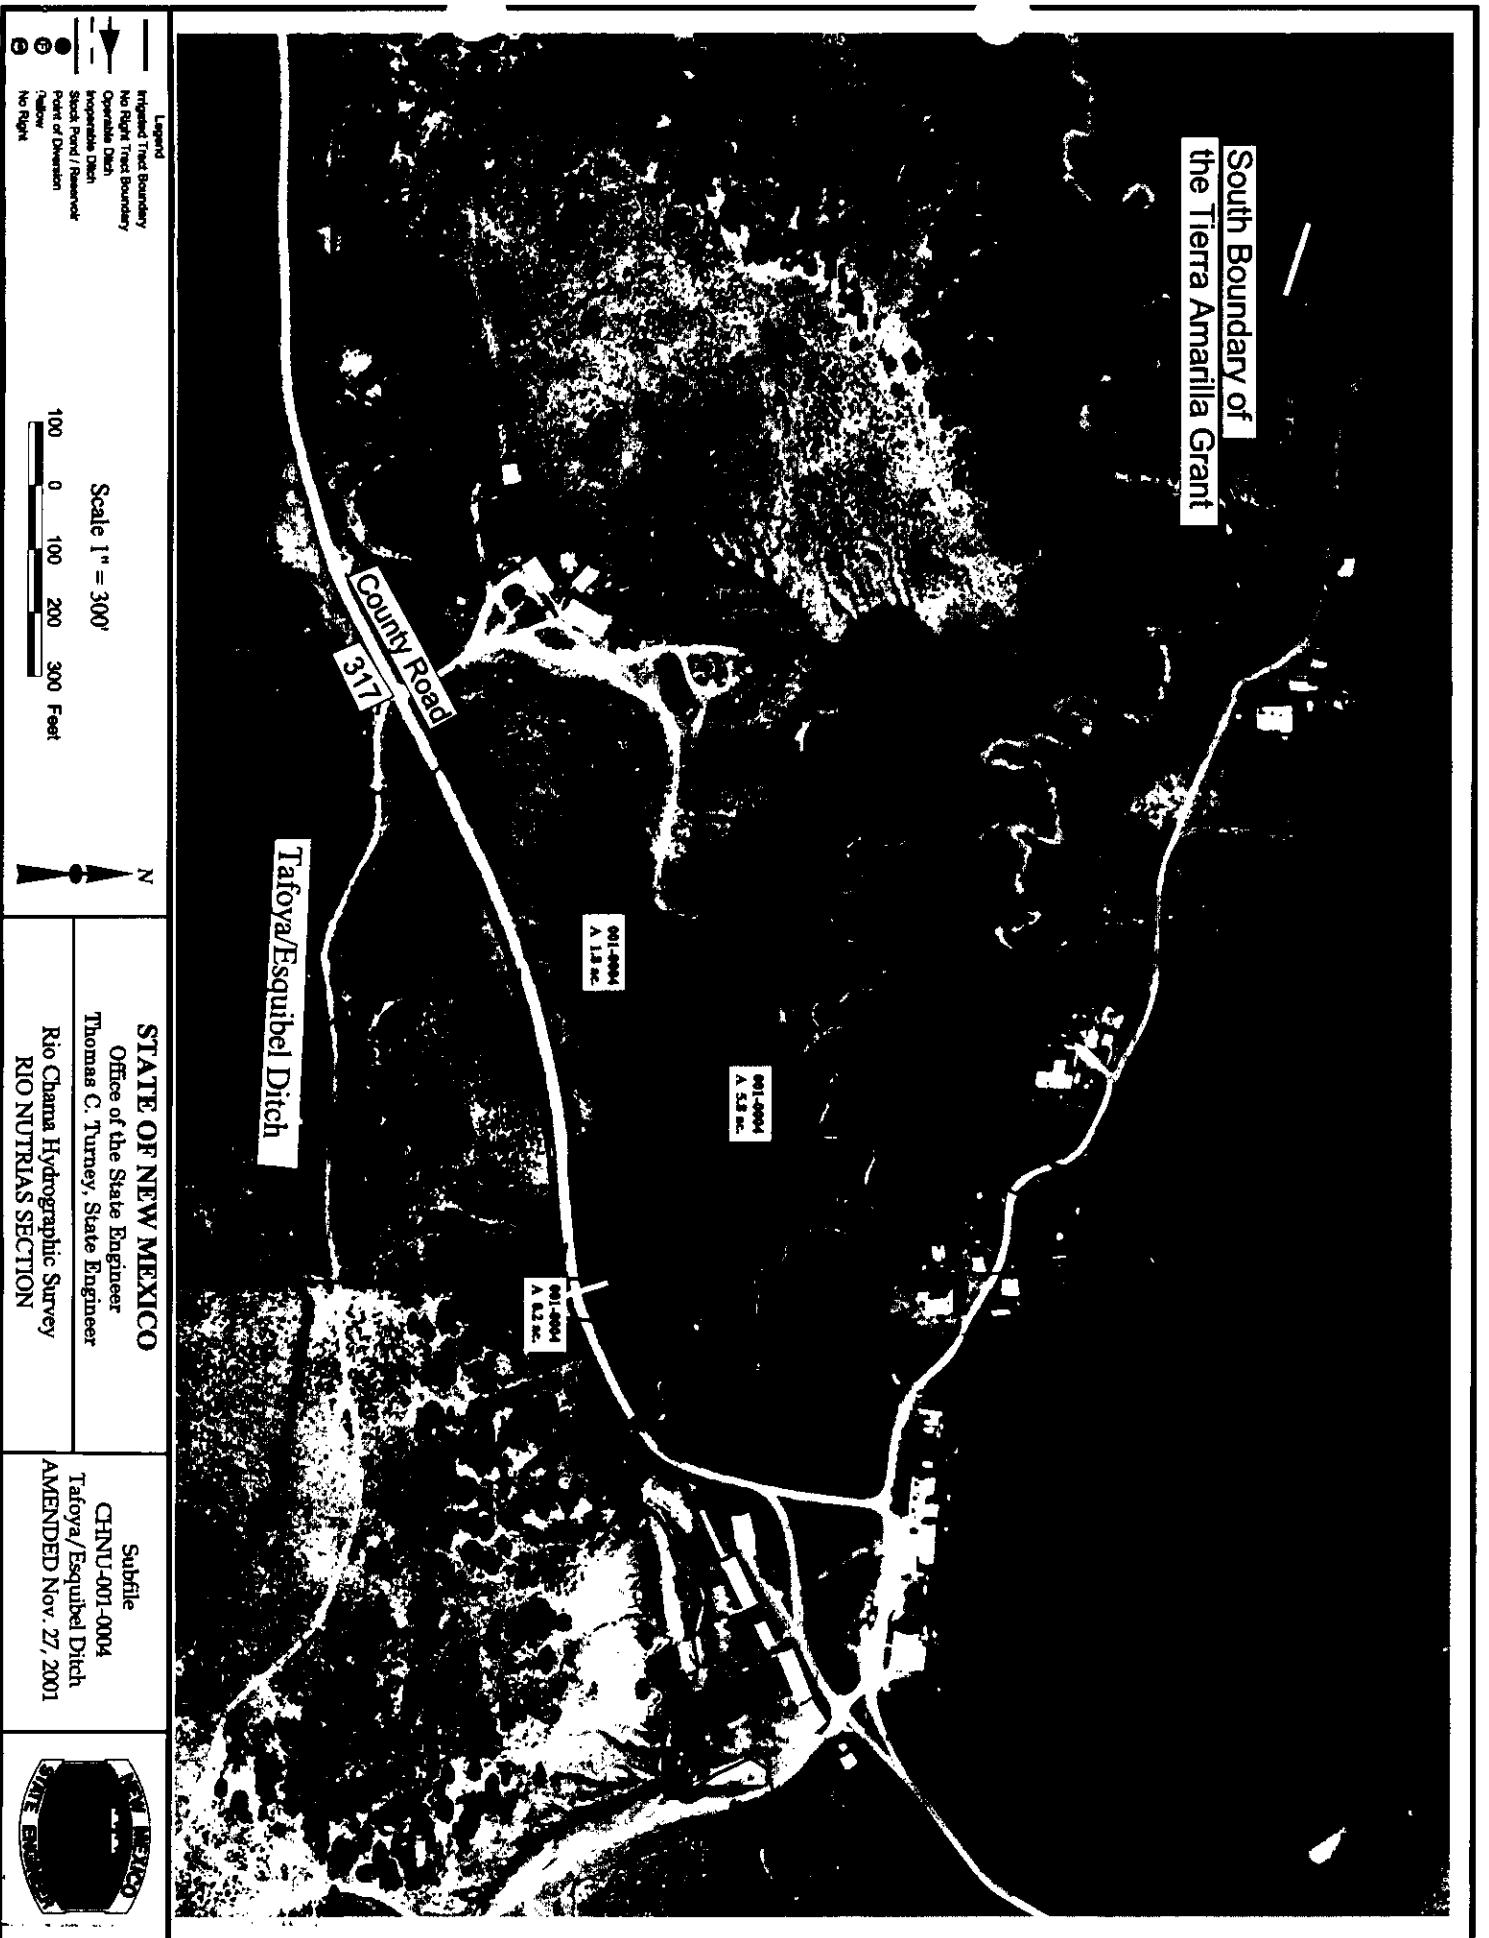 South Boundary of
the Tierra Amarilla Grant
County Road
317
Tafoya/Esquibel Ditch
001-0004
A 1.8 ac.
001-0004
A 5.8 ac.
001-0004
A 0.2 ac.
Legend
Irrigated Tract Boundary
No Right Tract Boundary
Operable Ditch
Inoperable Ditch
Stock Pond / Reservoir
Point of Diversion
Fallow
No Right
Scale 1" = 300'
100 0 100 200 300 Feet
N
STATE OF NEW MEXICO
Office of the State Engineer
Thomas C. Turney, State Engineer
Rio Chama Hydrographic Survey
RIO NUTRIAS SECTION
Subfile
CHNU-001-0004
Tafoya/Esquibel Ditch
AMENDED Nov. 27, 2001
NEW MEXICO
STATE